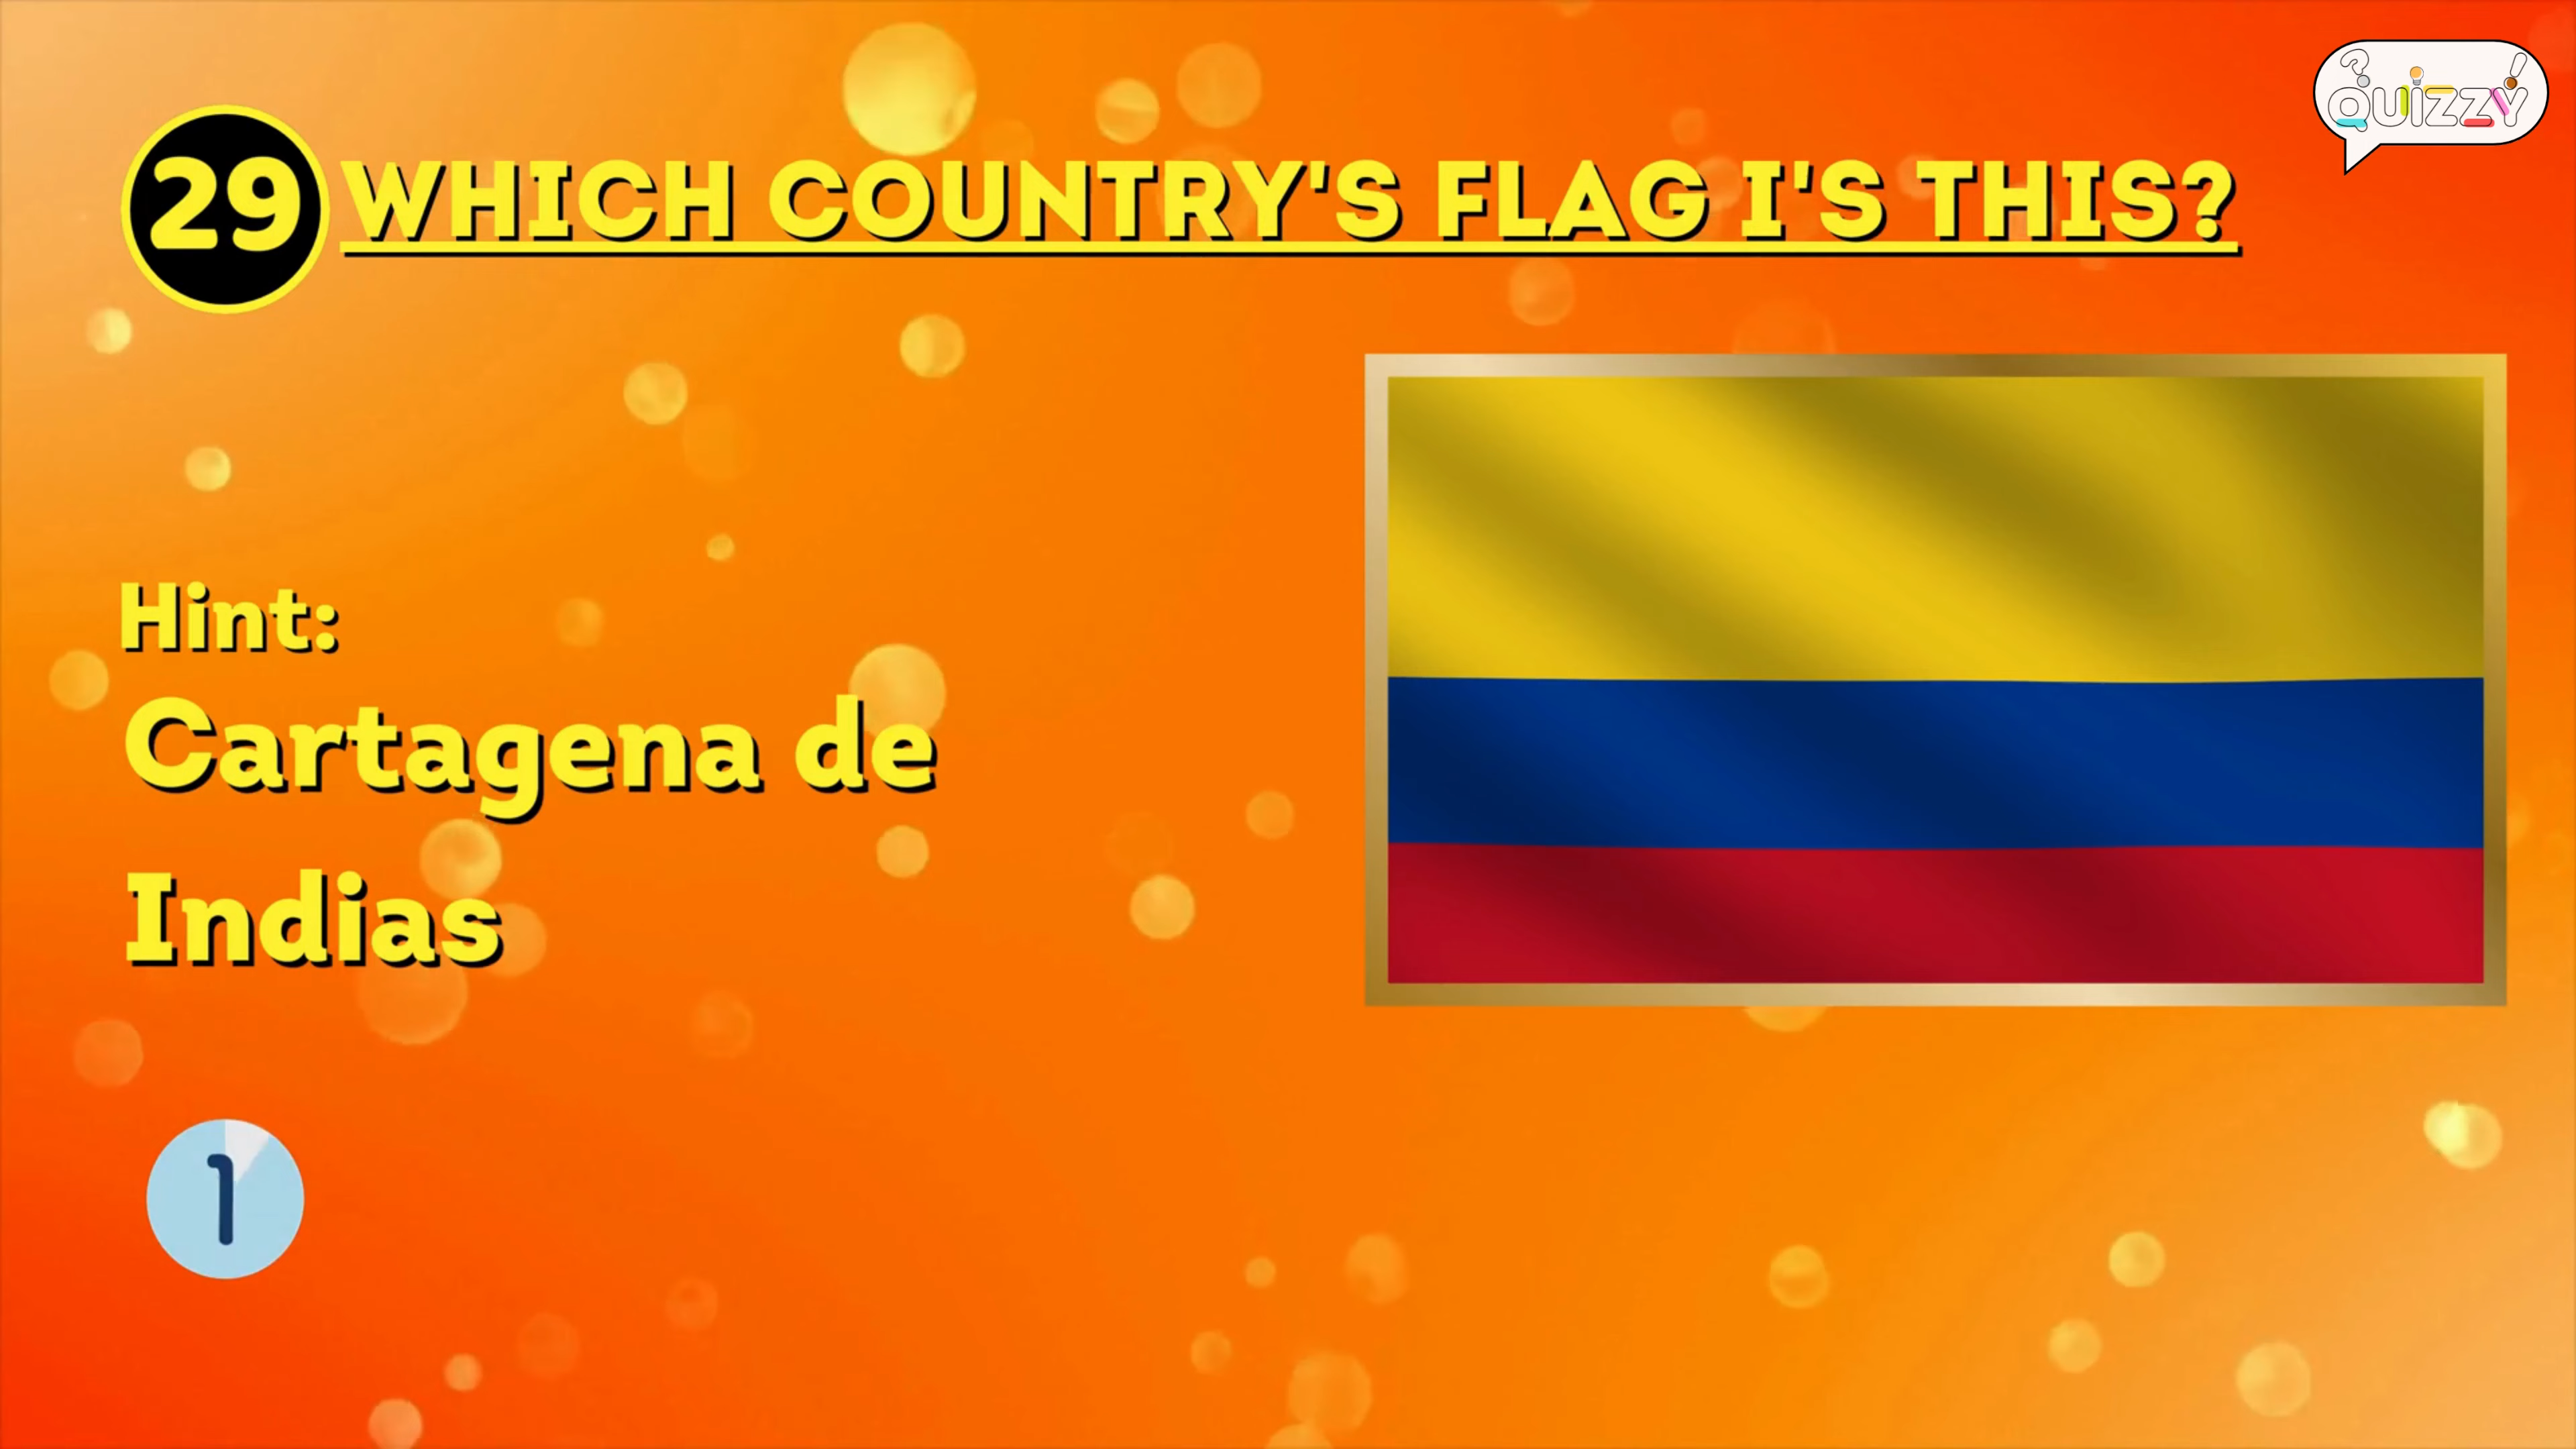 QUIZZY
29 WHICH COUNTRY'S FLAG I'S THIS?
Hint:
Cartagena de
Indias
1